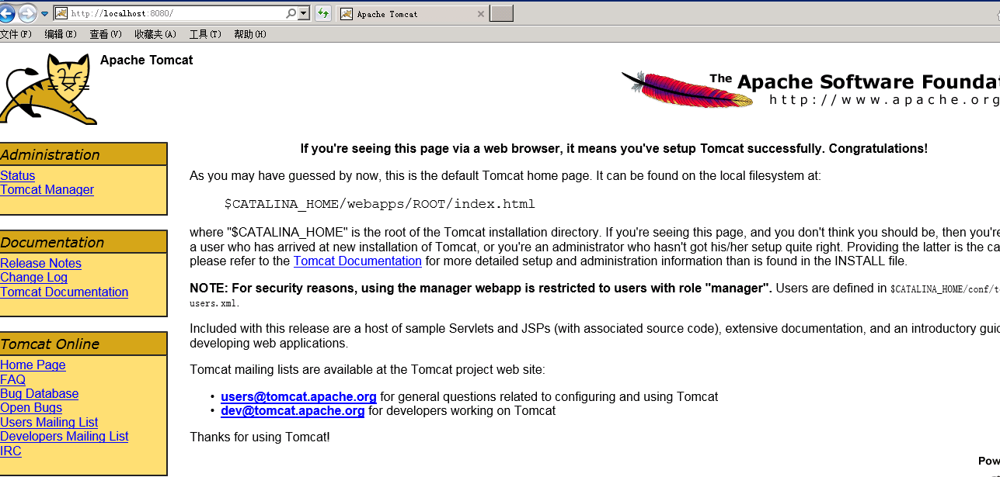 http://localhost:8080/
Apache Tomcat
文件(F) 编辑(E) 查看(V) 收藏夹(A) 工具(T) 帮助(H)
Apache Tomcat
The Apache Software Foundat
http://www.apache.org
Administration
Status
Tomcat Manager
Documentation
Release Notes
Change Log
Tomcat Documentation
Tomcat Online
Home Page
FAQ
Bug Database
Open Bugs
Users Mailing List
Developers Mailing List
IRC
If you're seeing this page via a web browser, it means you've setup Tomcat successfully. Congratulations!
As you may have guessed by now, this is the default Tomcat home page. It can be found on the local filesystem at:
$CATALINA_HOME/webapps/ROOT/index.html
where "$CATALINA_HOME" is the root of the Tomcat installation directory. If you're seeing this page, and you don't think you should be, then you're
a user who has arrived at new installation of Tomcat, or you're an administrator who hasn't got his/her setup quite right. Providing the latter is the ca
please refer to the Tomcat Documentation for more detailed setup and administration information than is found in the INSTALL file.
NOTE: For security reasons, using the manager webapp is restricted to users with role "manager". Users are defined in $CATALINA_HOME/conf/t
users.xml.
Included with this release are a host of sample Servlets and JSPs (with associated source code), extensive documentation, and an introductory guid
developing web applications.
Tomcat mailing lists are available at the Tomcat project web site:
• users@tomcat.apache.org for general questions related to configuring and using Tomcat
• dev@tomcat.apache.org for developers working on Tomcat
Thanks for using Tomcat!
Pow